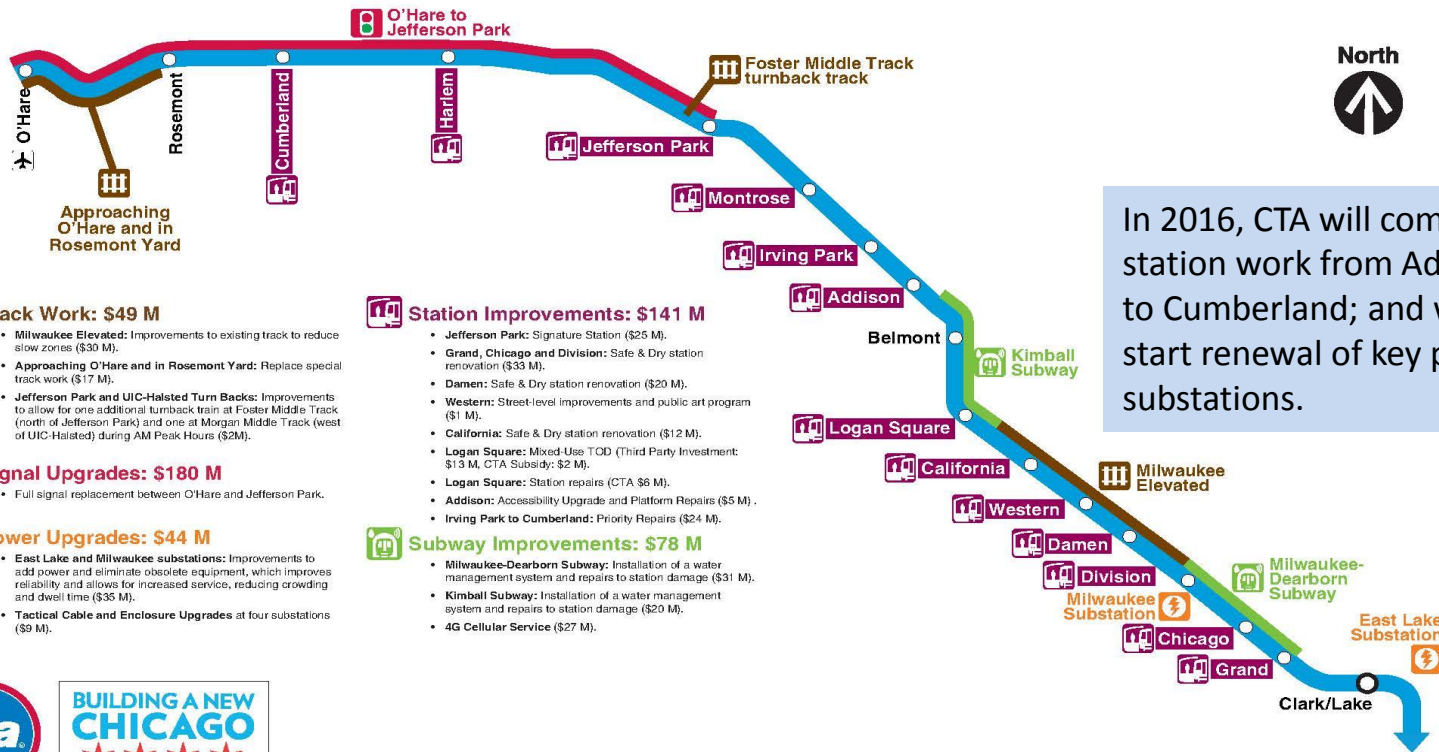 O'Hare to
Jefferson Park
North
Foster Middle Track
turnback track
O'Hare
Rosemont
Cumberland
Harlem
Jefferson Park
Approaching
O'Hare and in
Rosemont Yard
Montrose
Irving Park
Addison
Belmont
Kimball
Subway
Logan Square
California
Milwaukee
Elevated
Western
Damen
Division
Milwaukee-
Dearborn
Subway
Milwaukee
Substation
Chicago
East Lake
Substation
Grand
Clark/Lake
In 2016, CTA will com
station work from Ad
to Cumberland; and w
start renewal of key p
substations.
ack Work: $49 M
• Milwaukee Elevated: Improvements to existing track to reduce
slow zones ($30 M).
• Approaching O'Hare and in Rosemont Yard: Replace special
track work ($17 M).
• Jefferson Park and UIC-Halsted Turn Backs: Improvements
to allow for one additional turnback train at Foster Middle Track
(north of Jefferson Park) and one at Morgan Middle Track (west
of UIC-Halsted) during AM Peak Hours ($2M).
gnal Upgrades: $180 M
• Full signal replacement between O'Hare and Jefferson Park.
ower Upgrades: $44 M
• East Lake and Milwaukee substations: Improvements to
add power and eliminate obsolete equipment, which improves
reliability and allows for increased service, reducing crowding
and dwell time ($35 M).
• Tactical Cable and Enclosure Upgrades at four substations
($9 M).
Station Improvements: $141 M
• Jefferson Park: Signature Station ($25 M).
• Grand, Chicago and Division: Safe & Dry station
renovation ($33 M).
• Damen: Safe & Dry station renovation ($20 M).
• Western: Street-level improvements and public art program
($1 M).
• California: Safe & Dry station renovation ($12 M).
• Logan Square: Mixed-Use TOD (Third Party Investment:
$13 M, CTA Subsidy: $2 M).
• Logan Square: Station repairs (CTA $6 M).
• Addison: Accessibility Upgrade and Platform Repairs ($5 M) .
• Irving Park to Cumberland: Priority Repairs ($24 M).
Subway Improvements: $78 M
• Milwaukee-Dearborn Subway: Installation of a water
management system and repairs to station damage ($31 M).
• Kimball Subway: Installation of a water management
system and repairs to station damage ($20 M).
• 4G Cellular Service ($27 M).
a
BUILDING A NEW
CHICAGO